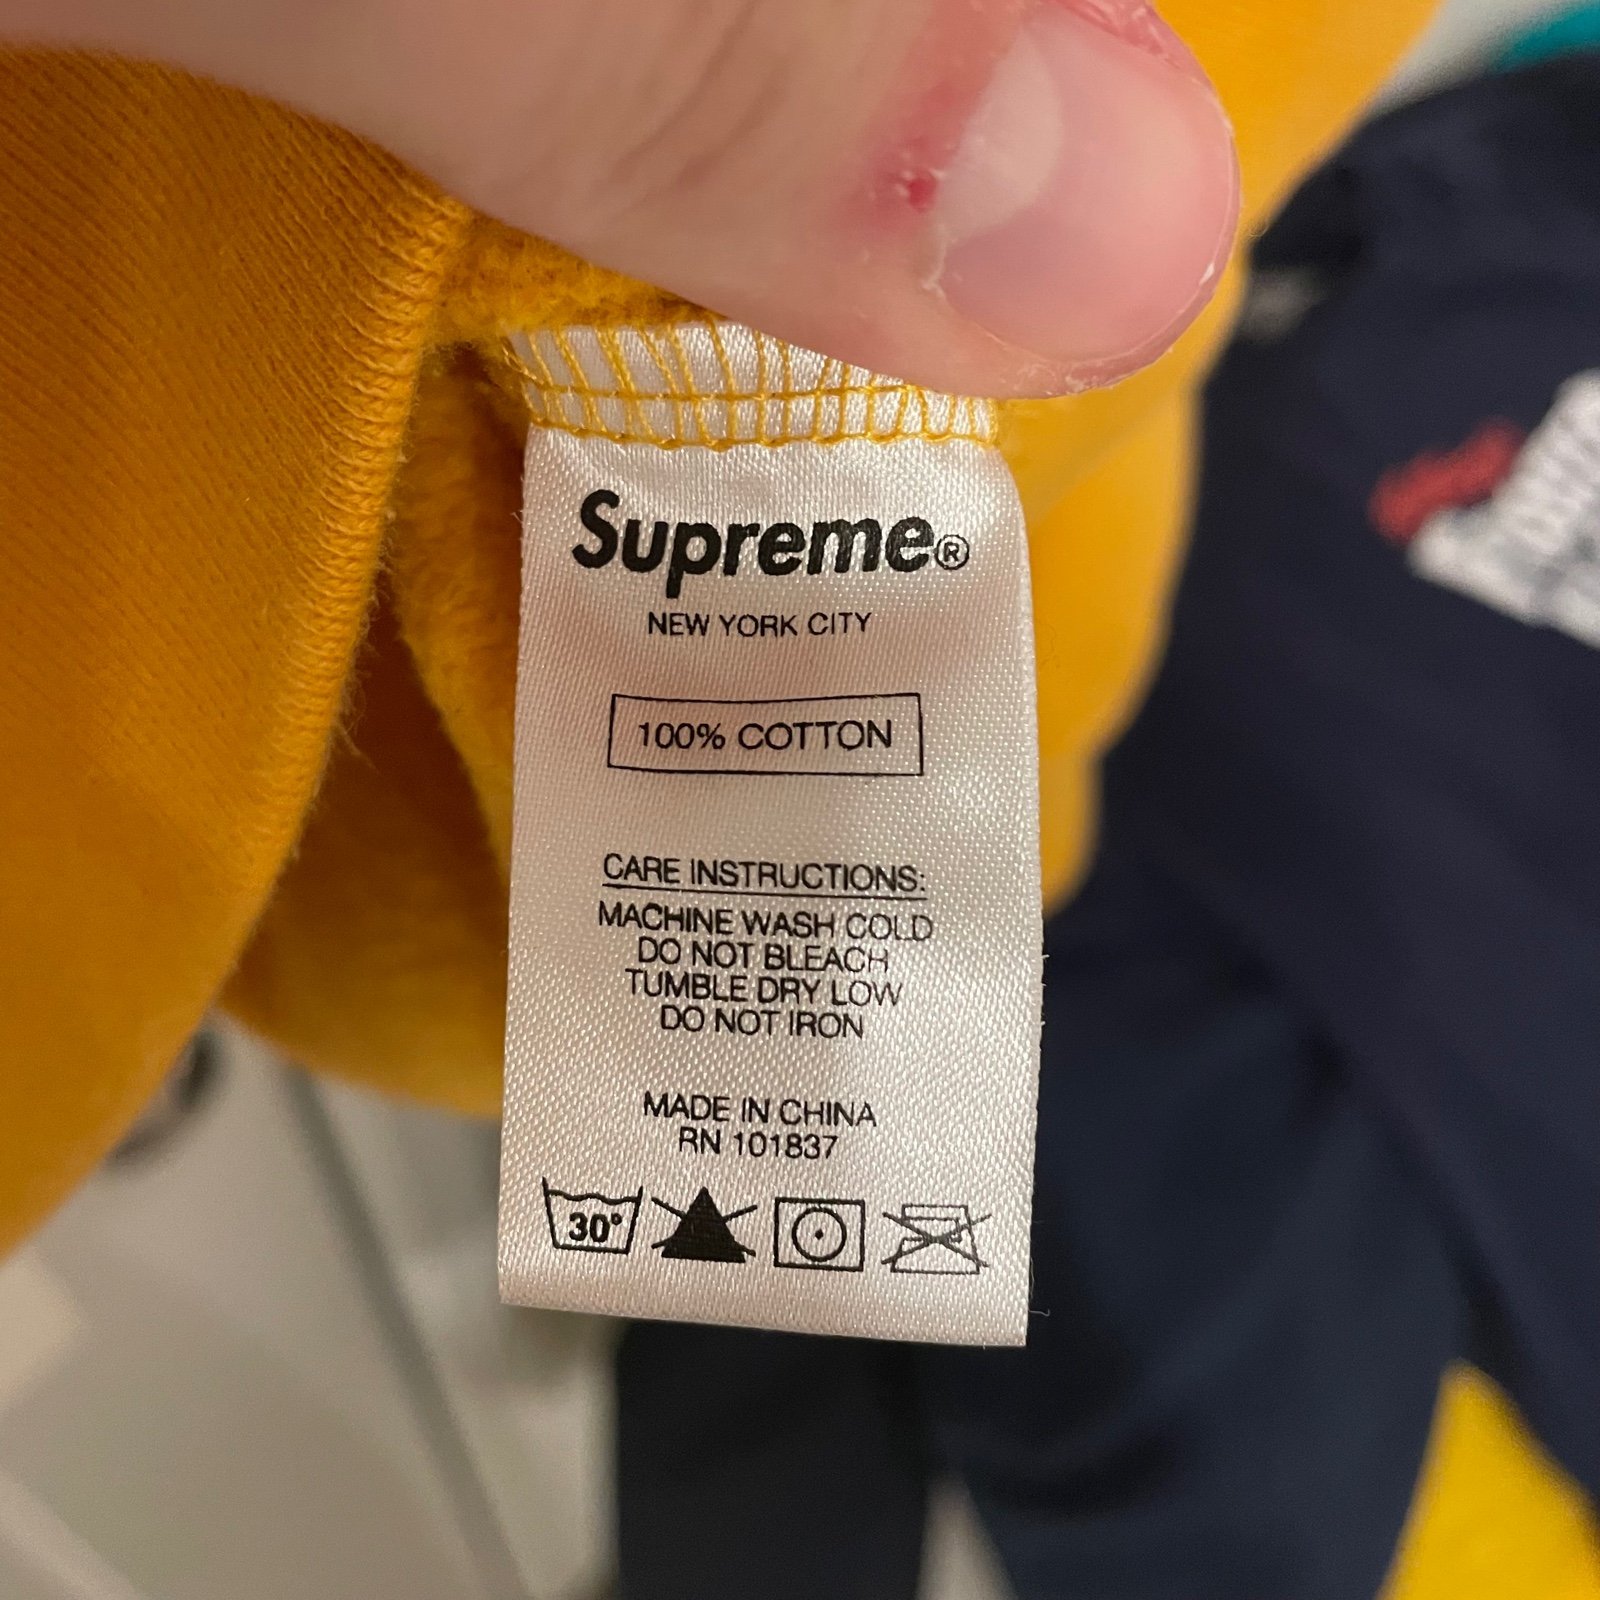 Supreme®
NEW YORK CITY
100% COTTON
CARE INSTRUCTIONS:
MACHINE WASH COLD
DO NOT BLEACH
TUMBLE DRY LOW
DO NOT IRON
MADE IN CHINA
RN 101837
30°